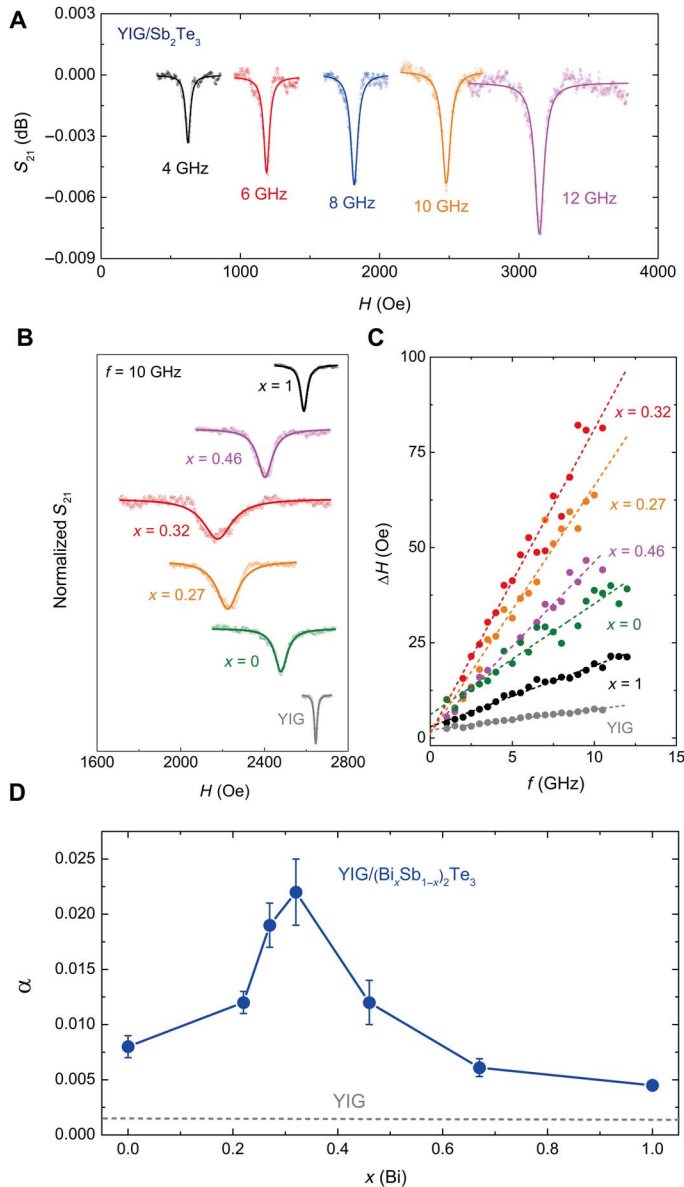 A
YIG/Sb2Te3
0.003
0.000
−0.003
−0.006
−0.009
S21 (dB)
4 GHz
6 GHz
8 GHz
10 GHz
12 GHz
0
1000
2000
3000
4000
H (Oe)
B
f = 10 GHz
x = 1
x = 0.46
x = 0.32
x = 0.27
x = 0
YIG
Normalized S21
1600
2000
2400
2800
H (Oe)
C
100
75
50
25
0
ΔH (Oe)
x = 0.32
x = 0.27
x = 0.46
x = 0
x = 1
YIG
0
5
10
15
f (GHz)
D
YIG/(BixSb1−x)2Te3
0.025
0.020
0.015
0.010
0.005
0.000
α
YIG
0.0
0.2
0.4
0.6
0.8
1.0
x (Bi)